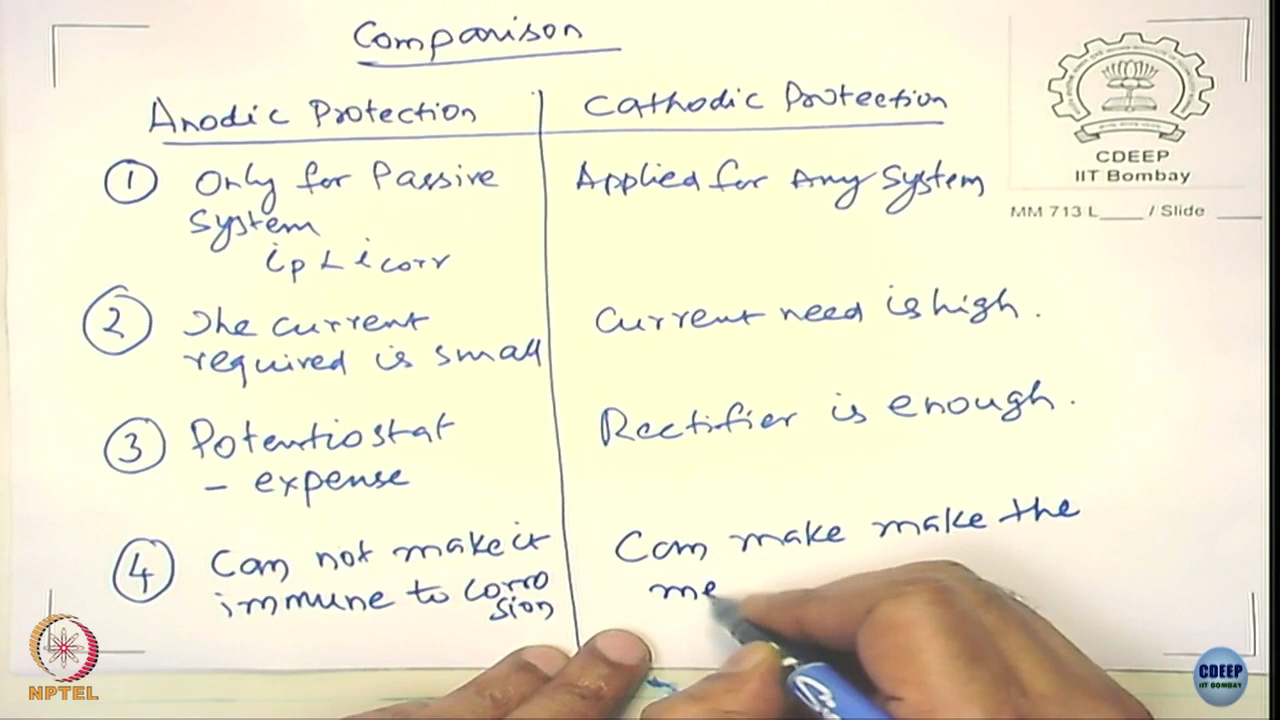 Comparison
Anodic Protection
Cathodic Protection
① Only for Passive
System
ip < icorr
Applied for Any System
② The current
required is small
Current need is high.
③ Potentiostat
- expense
Rectifier is enough.
④ Can not make it
immune to corro
sion
Can make make the
me
CDEEP
IIT Bombay
MM 713 L____ / Slide ____
NPTEL
CDEEP
IIT BOMBAY